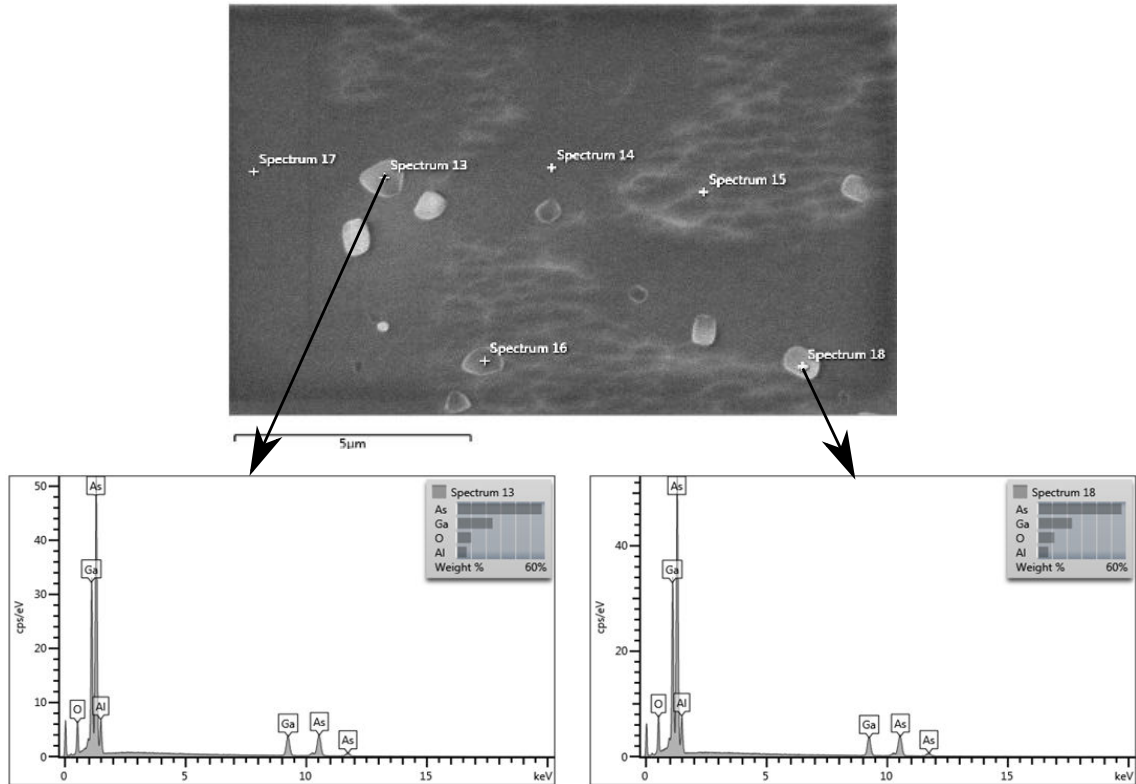 Spectrum 17
Spectrum 13
Spectrum 14
Spectrum 15
Spectrum 16
Spectrum 18
5µm
cps/eV
50
40
30
20
10
0
As
Ga
O
Al
Ga
As
As
0
5
10
15
keV
Spectrum 13
As
Ga
O
Al
Weight %
60%
cps/eV
40
20
0
As
Ga
O
Al
Ga
As
As
0
5
10
15
keV
Spectrum 18
As
Ga
O
Al
Weight %
60%